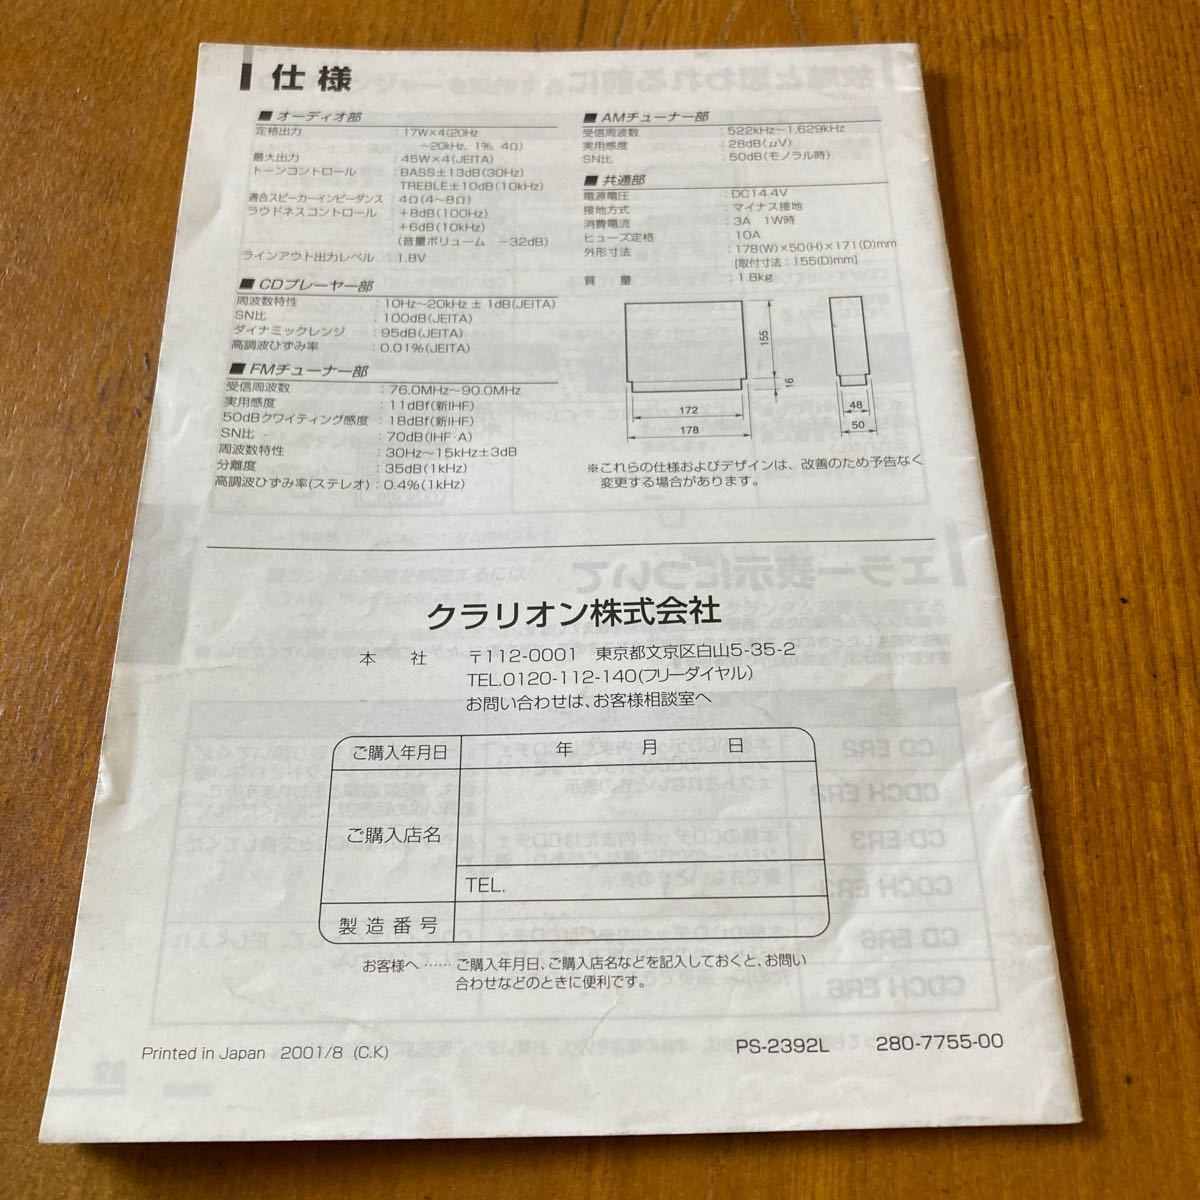 仕様
■ オーディオ部
定格出力 : 17W×4(20Hz
～20kHz, 1%, 4Ω)
最大出力 : 45W×4(JEITA)
トーンコントロール : BASS±13dB(30Hz)
TREBLE±10dB(10kHz)
適合スピーカーインピーダンス : 4Ω(4～8Ω)
ラウドネスコントロール : +8dB(100Hz)
+6dB(10kHz)
(音量ボリューム −32dB)
ラインアウト出力レベル : 1.8V
■ CDプレーヤー部
周波数特性 : 10Hz～20kHz ± 1dB(JEITA)
SN比 : 100dB(JEITA)
ダイナミックレンジ : 95dB(JEITA)
高調波ひずみ率 : 0.01%(JEITA)
■ FMチューナー部
受信周波数 : 76.0MHz～90.0MHz
実用感度 : 11dBf(新IHF)
50dBクワイティング感度 : 18dBf(新IHF)
SN比 : 70dB(IHF-A)
周波数特性 : 30Hz～15kHz±3dB
分離度 : 35dB(1kHz)
高調波ひずみ率(ステレオ) : 0.4%(1kHz)
■ AMチューナー部
受信周波数 : 522kHz～1,629kHz
実用感度 : 28dB(μV)
SN比 : 50dB(モノラル時)
■ 共通部
電源電圧 : DC14.4V
接地方式 : マイナス接地
消費電流 : 3A 1W時
ヒューズ定格 : 10A
外形寸法 : 178(W)×50(H)×171(D)mm
[取付寸法 : 155(D)mm]
質 量 : 1.8kg
155
16
172
178
48
50
※これらの仕様およびデザインは、改善のため予告なく
変更する場合があります。
クラリオン株式会社
本 社 〒112-0001 東京都文京区白山5-35-2
TEL.0120-112-140(フリーダイヤル)
お問い合わせは、お客様相談室へ
ご購入年月日 年 月 日
ご購入店名
TEL.
製造番号
お客様へ …… ご購入年月日、ご購入店名などを記入しておくと、お問い
合わせなどのときに便利です。
Printed in Japan 2001/8 (C.K)
PS-2392L 280-7755-00